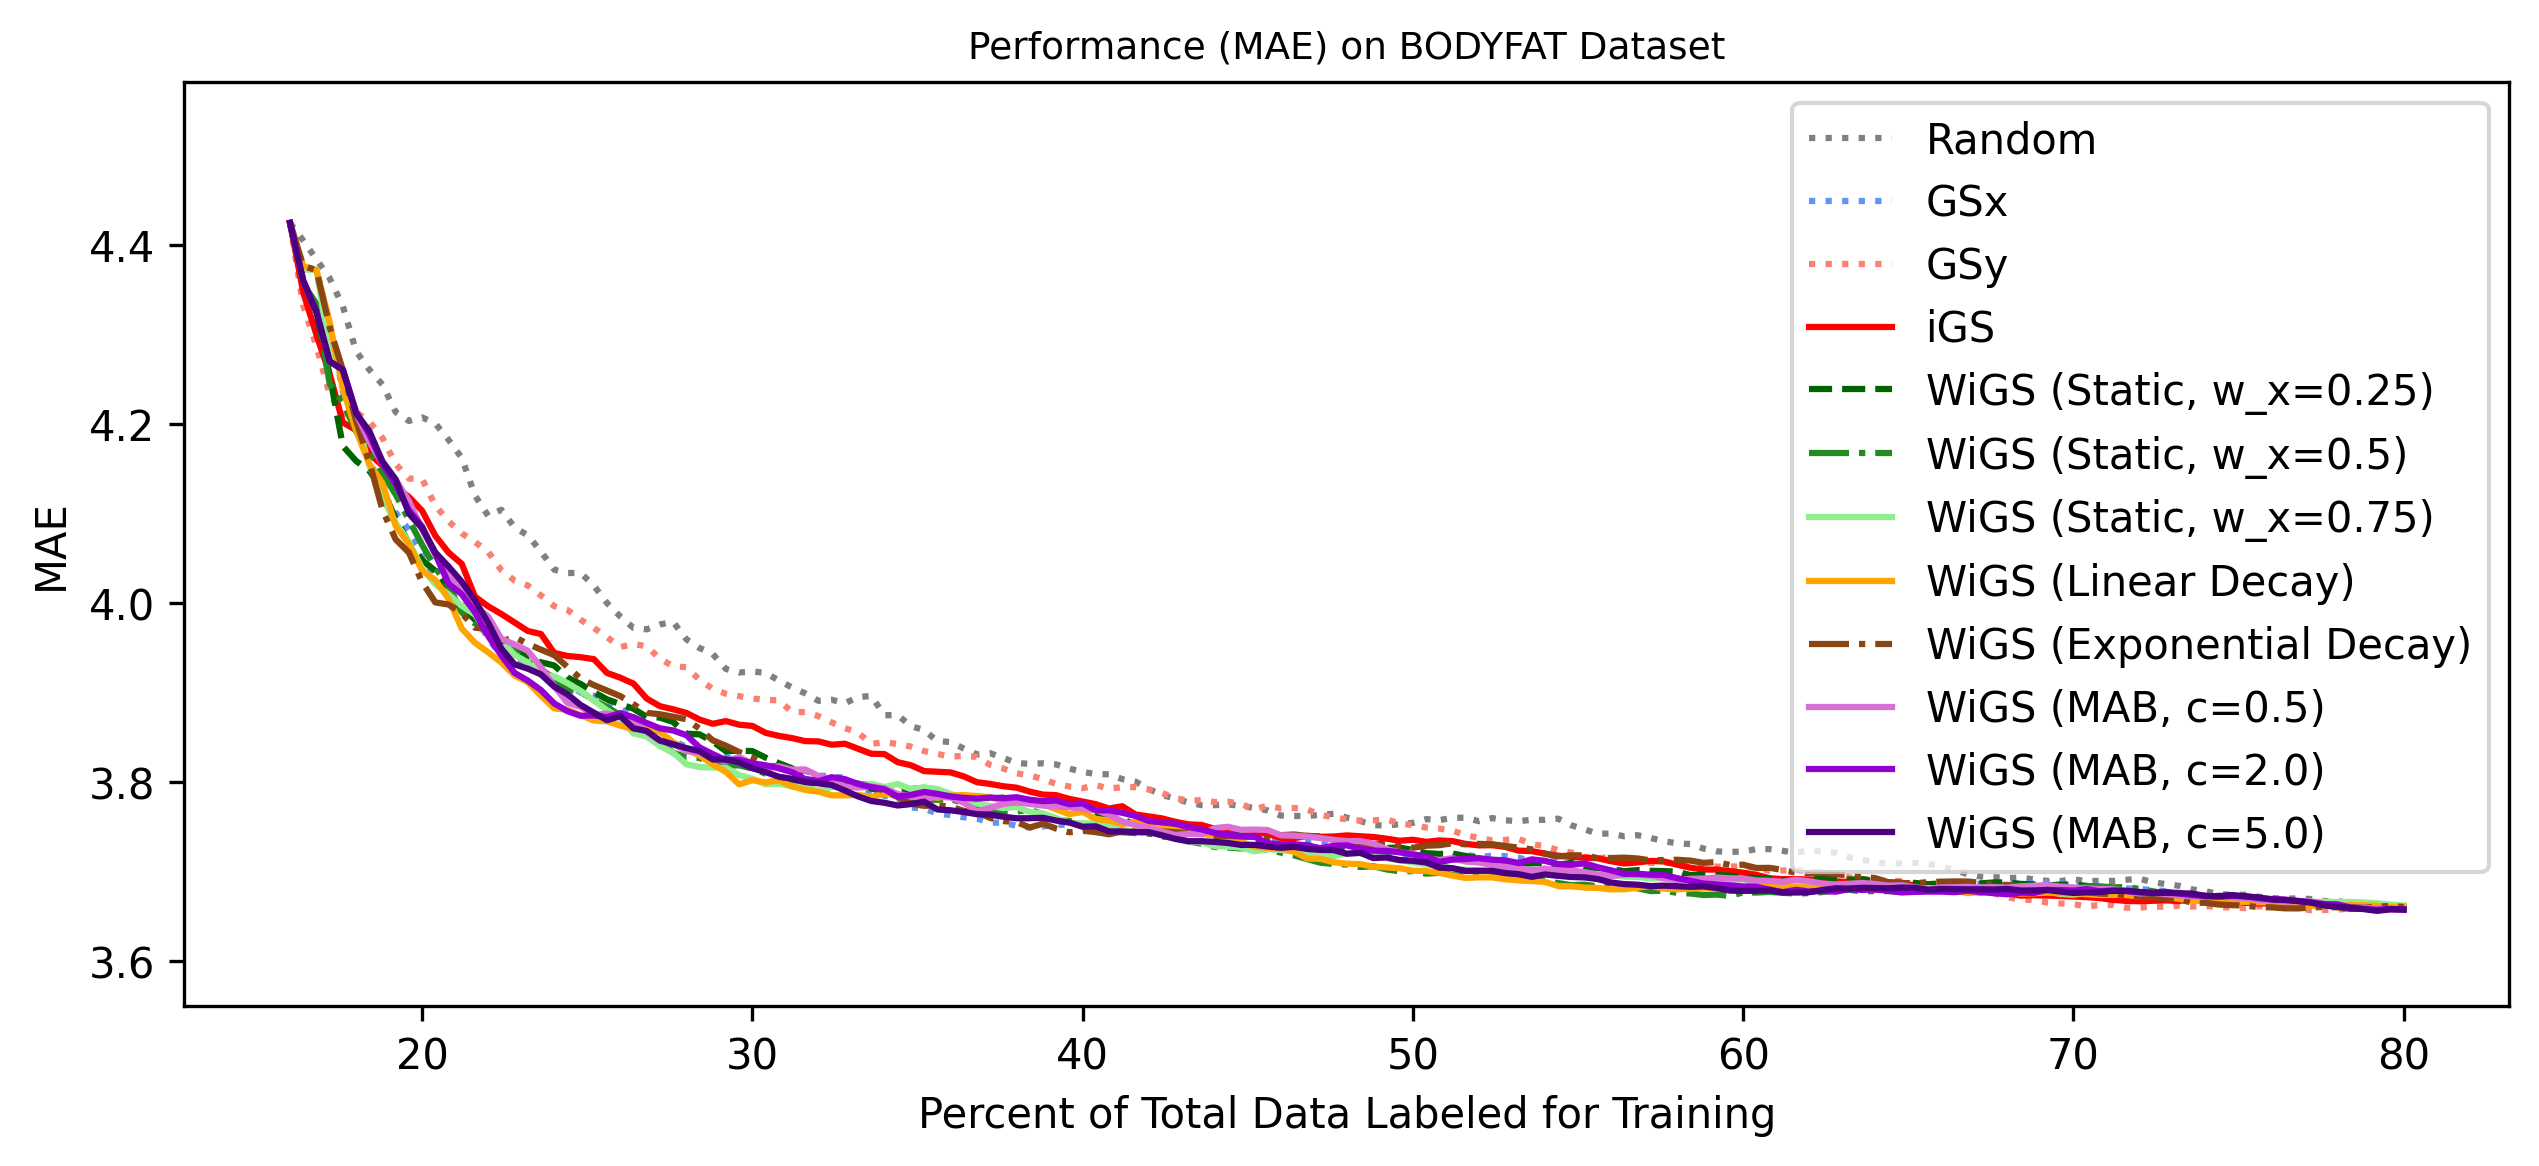 Performance (MAE) on BODYFAT Dataset
MAE
4.4
4.2
4.0
3.8
3.6
20 30 40 50 60 70 80
Percent of Total Data Labeled for Training
Random
GSx
GSy
iGS
WiGS (Static, w_x=0.25)
WiGS (Static, w_x=0.5)
WiGS (Static, w_x=0.75)
WiGS (Linear Decay)
WiGS (Exponential Decay)
WiGS (MAB, c=0.5)
WiGS (MAB, c=2.0)
WiGS (MAB, c=5.0)